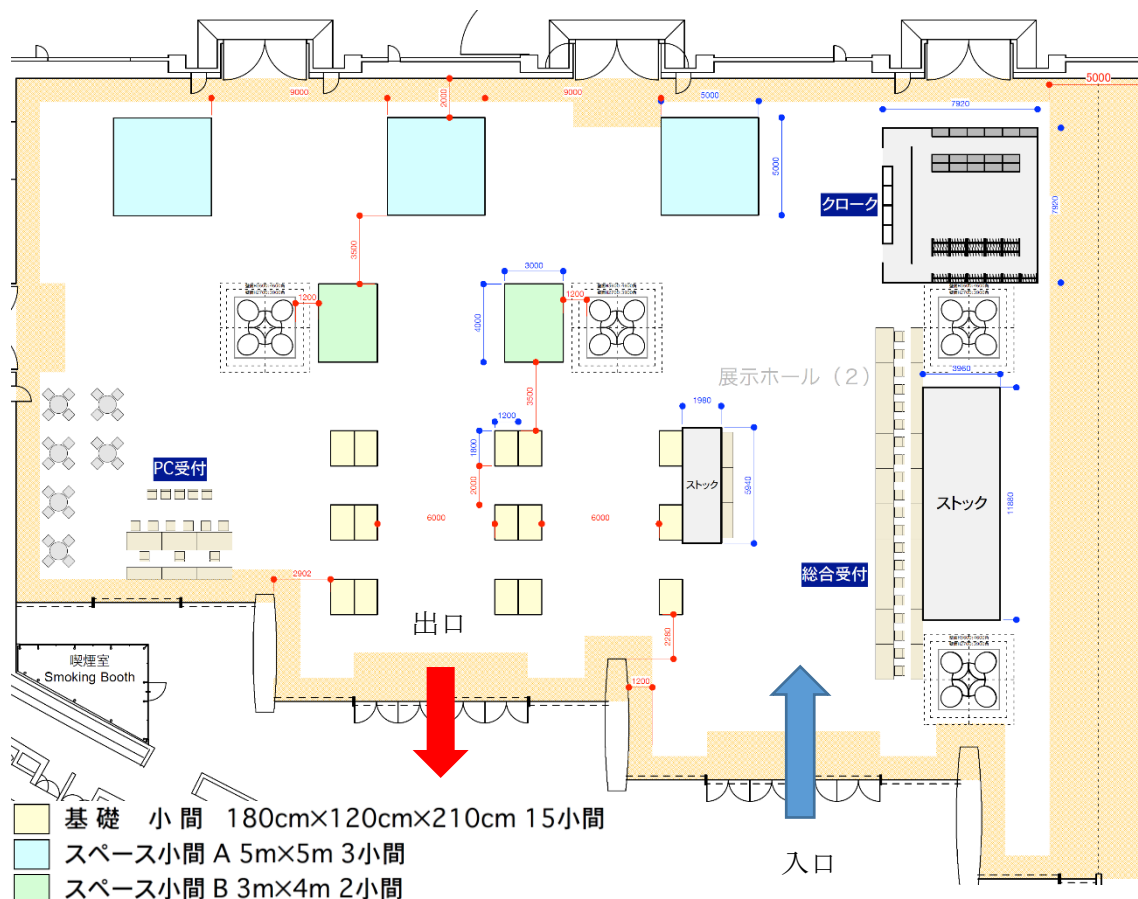 9000
2000
9000
5000
5000
7920
5000
クローク
7920
3500
3000
1200
1200
4000
展示ホール（2）
3960
3500
1980
1200
1800
PC受付
2000
ストック
5940
ストック
11880
6000
6000
総合受付
2902
出口
2280
喫煙室
Smoking Booth
1200
基礎 小間 180cm×120cm×210cm 15小間
入口
スペース小間 A 5m×5m 3小間
スペース小間 B 3m×4m 2小間